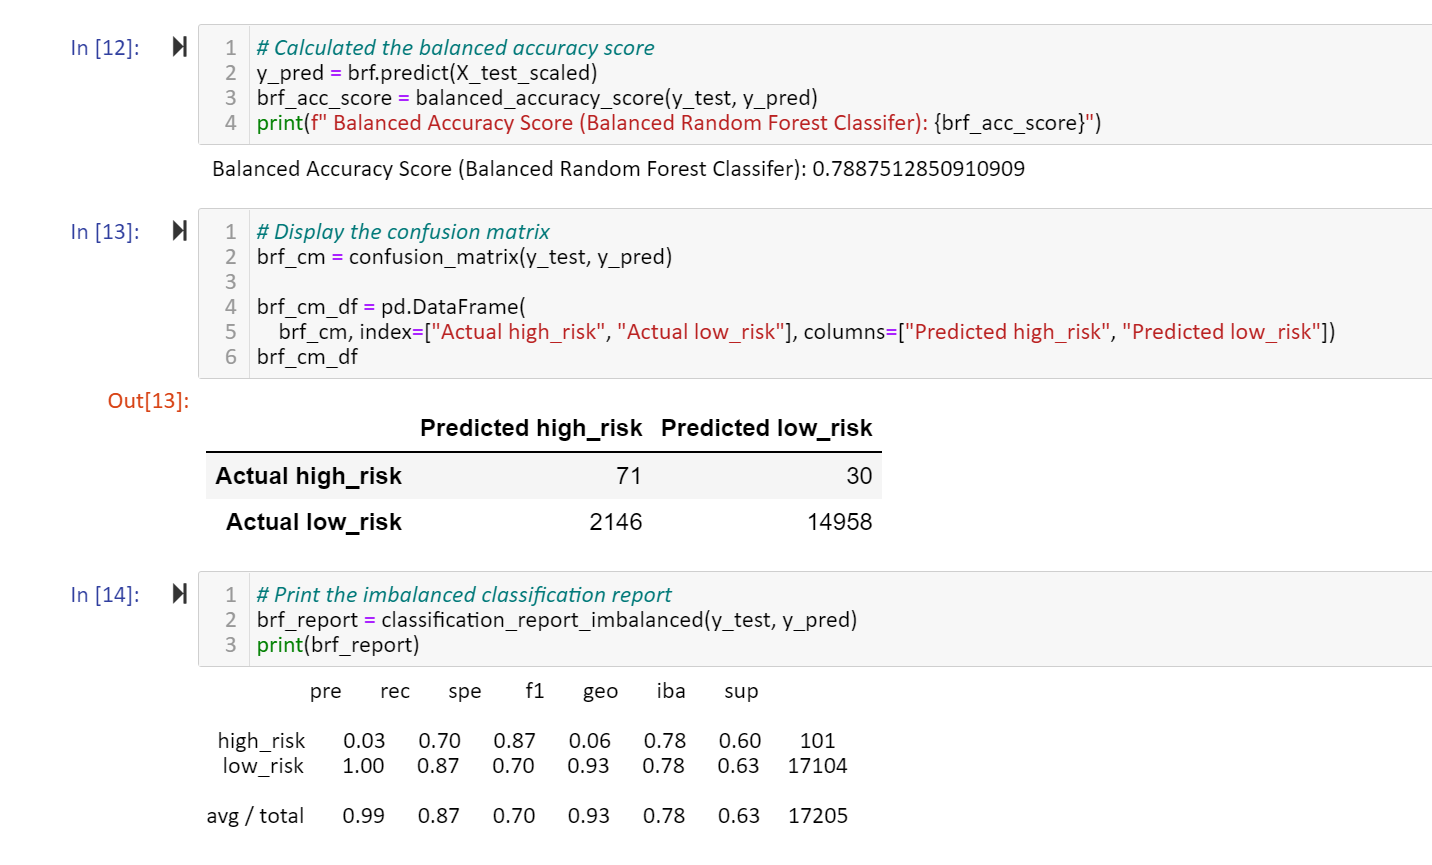 In [12]:
1 # Calculated the balanced accuracy score
2 y_pred = brf.predict(X_test_scaled)
3 brf_acc_score = balanced_accuracy_score(y_test, y_pred)
4 print(f" Balanced Accuracy Score (Balanced Random Forest Classifer): {brf_acc_score}")
Balanced Accuracy Score (Balanced Random Forest Classifer): 0.7887512850910909
In [13]:
1 # Display the confusion matrix
2 brf_cm = confusion_matrix(y_test, y_pred)
3
4 brf_cm_df = pd.DataFrame(
5 brf_cm, index=["Actual high_risk", "Actual low_risk"], columns=["Predicted high_risk", "Predicted low_risk"])
6 brf_cm_df
Out[13]:
Predicted high_risk Predicted low_risk
Actual high_risk 71 30
Actual low_risk 2146 14958
In [14]:
1 # Print the imbalanced classification report
2 brf_report = classification_report_imbalanced(y_test, y_pred)
3 print(brf_report)
pre rec spe f1 geo iba sup
high_risk 0.03 0.70 0.87 0.06 0.78 0.60 101
low_risk 1.00 0.87 0.70 0.93 0.78 0.63 17104
avg / total 0.99 0.87 0.70 0.93 0.78 0.63 17205